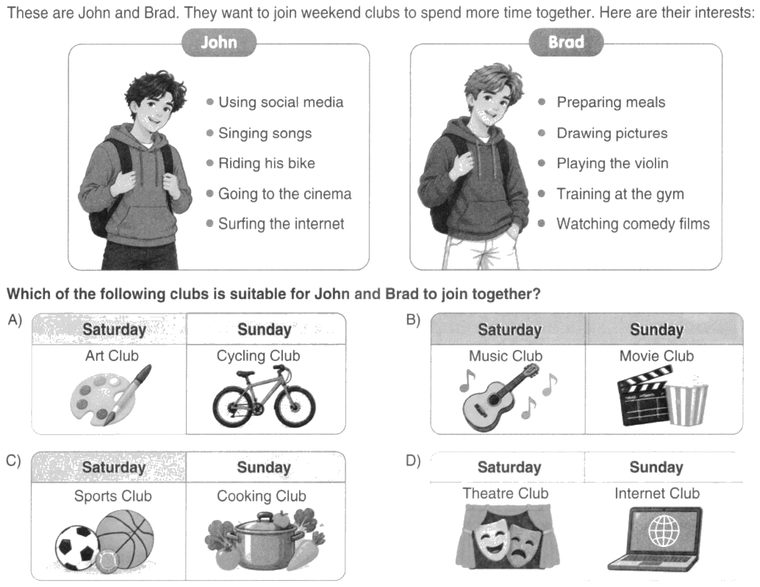 These are John and Brad. They want to join weekend clubs to spend more time together. Here are their interests:
John
• Using social media
• Singing songs
• Riding his bike
• Going to the cinema
• Surfing the internet
Brad
• Preparing meals
• Drawing pictures
• Playing the violin
• Training at the gym
• Watching comedy films
Which of the following clubs is suitable for John and Brad to join together?
A)
Saturday Sunday
Art Club Cycling Club
B)
Saturday Sunday
Music Club Movie Club
C)
Saturday Sunday
Sports Club Cooking Club
D)
Saturday Sunday
Theatre Club Internet Club